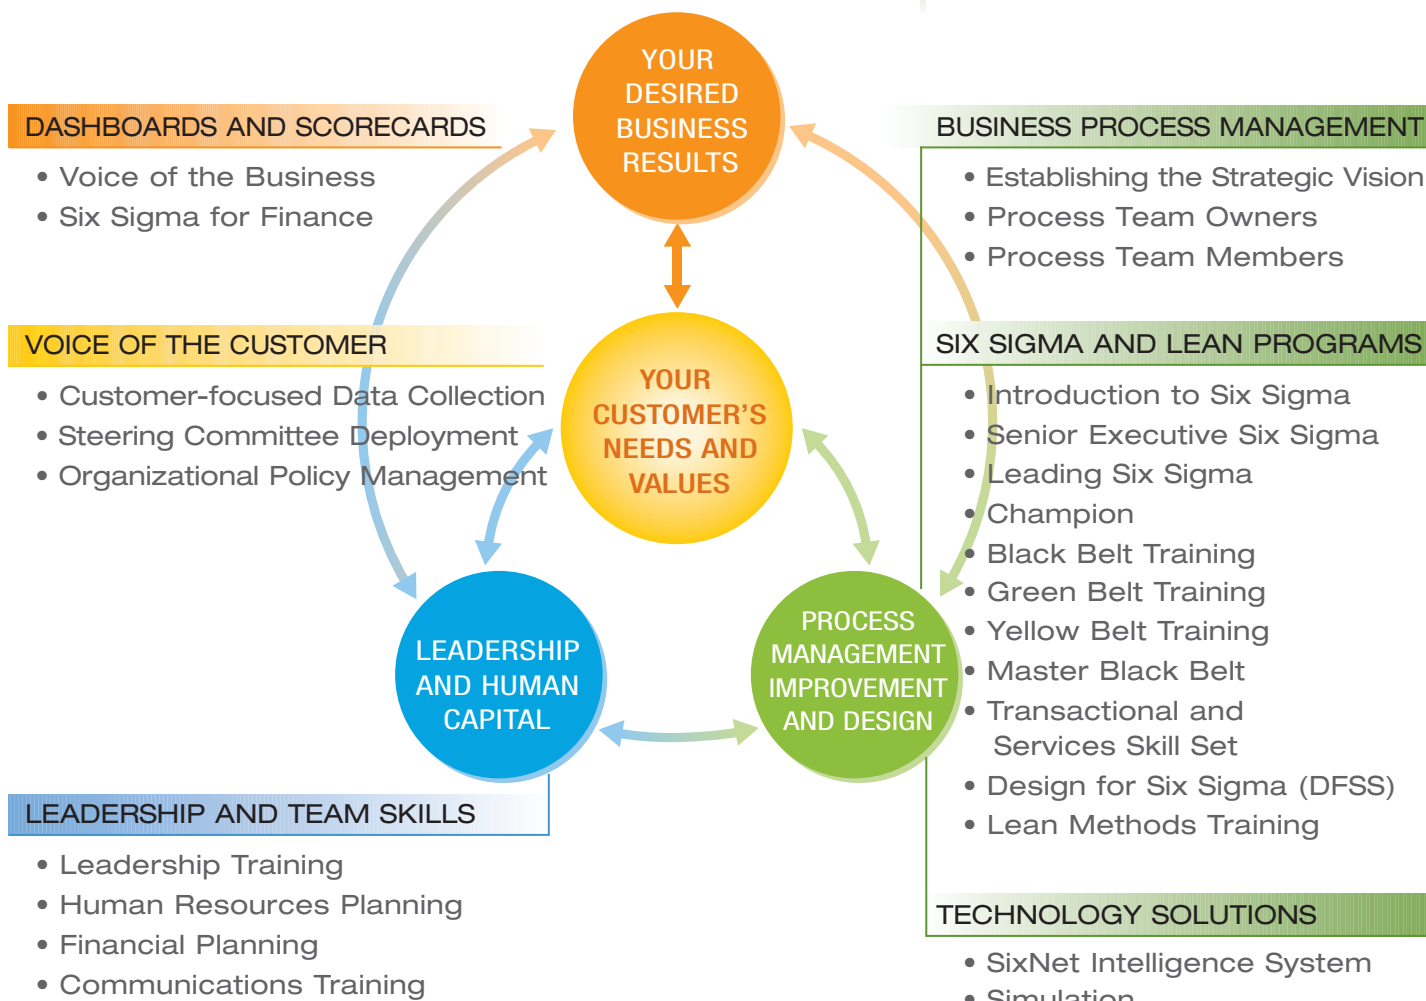 YOUR
DESIRED
BUSINESS
RESULTS
DASHBOARDS AND SCORECARDS
• Voice of the Business
• Six Sigma for Finance
VOICE OF THE CUSTOMER
• Customer-focused Data Collection
• Steering Committee Deployment
• Organizational Policy Management
YOUR
CUSTOMER’S
NEEDS AND
VALUES
LEADERSHIP
AND HUMAN
CAPITAL
PROCESS
MANAGEMENT
IMPROVEMENT
AND DESIGN
LEADERSHIP AND TEAM SKILLS
• Leadership Training
• Human Resources Planning
• Financial Planning
• Communications Training
BUSINESS PROCESS MANAGEMENT
• Establishing the Strategic Vision
• Process Team Owners
• Process Team Members
SIX SIGMA AND LEAN PROGRAMS
• Introduction to Six Sigma
• Senior Executive Six Sigma
• Leading Six Sigma
• Champion
• Black Belt Training
• Green Belt Training
• Yellow Belt Training
• Master Black Belt
• Transactional and
Services Skill Set
• Design for Six Sigma (DFSS)
• Lean Methods Training
TECHNOLOGY SOLUTIONS
• SixNet Intelligence System
• Simulation